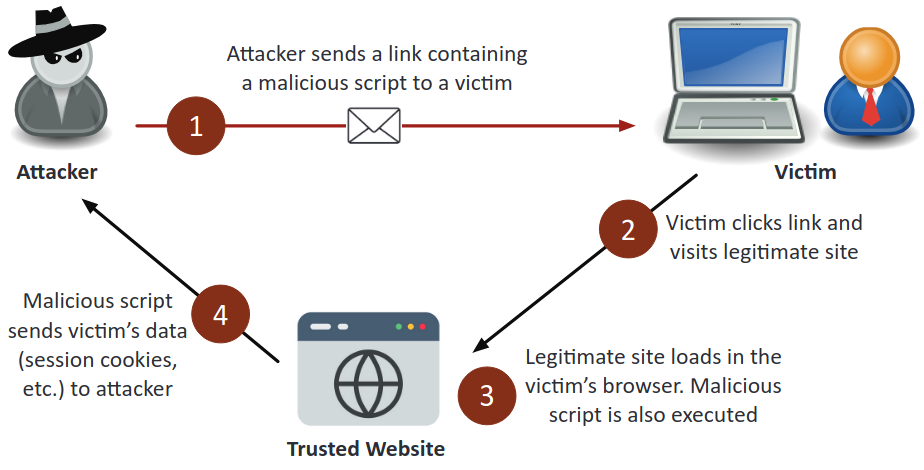 Attacker sends a link containing
a malicious script to a victim
1
Attacker
Victim
2
Victim clicks link and
visits legitimate site
Malicious script
sends victim's data
(session cookies,
etc.) to attacker
4
3
Legitimate site loads in the
victim's browser. Malicious
script is also executed
Trusted Website